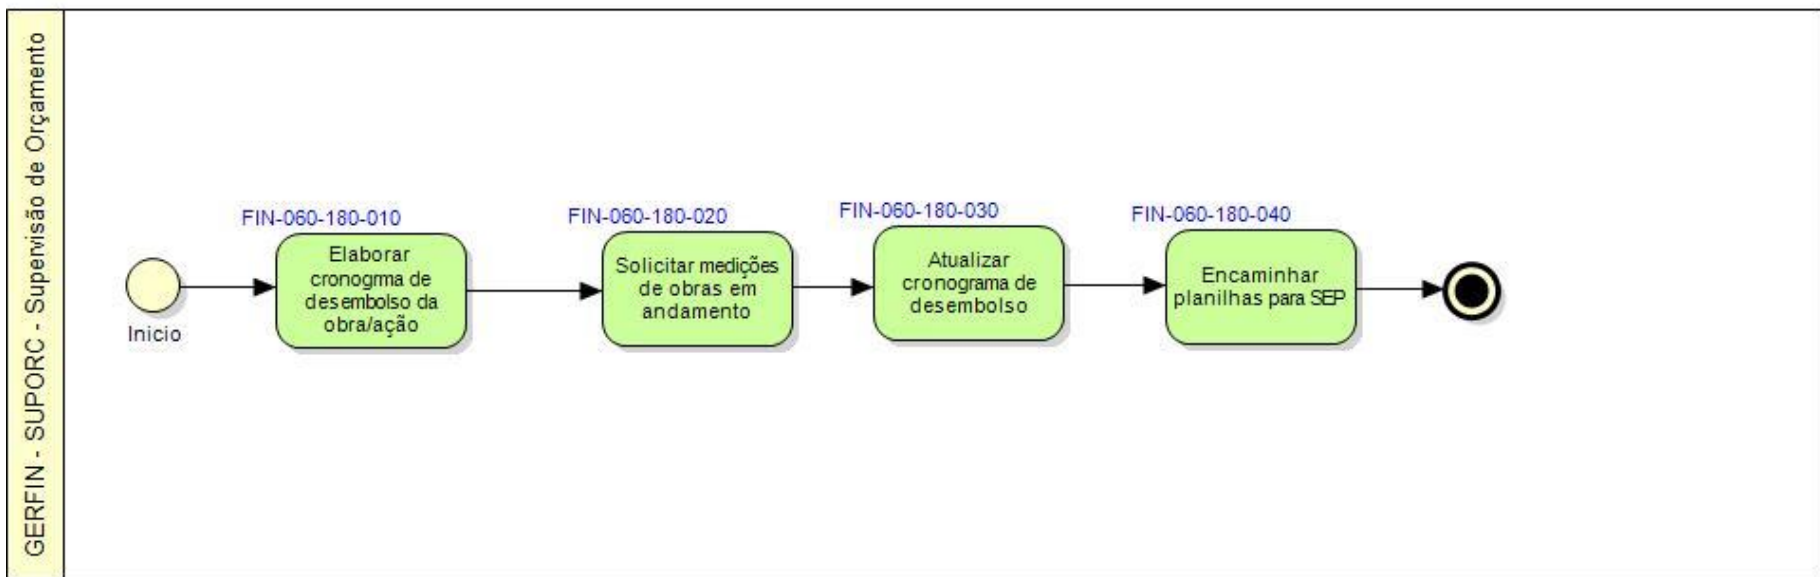 GERFIN - SUPORC - Supervisão de Orçamento
Inicio
FIN-060-180-010
Elaborar
cronogrma de
desembolso da
obra/ação
FIN-060-180-020
Solicitar medições
de obras em
andamento
FIN-060-180-030
Atualizar
cronograma de
desembolso
FIN-060-180-040
Encaminhar
planilhas para SEP